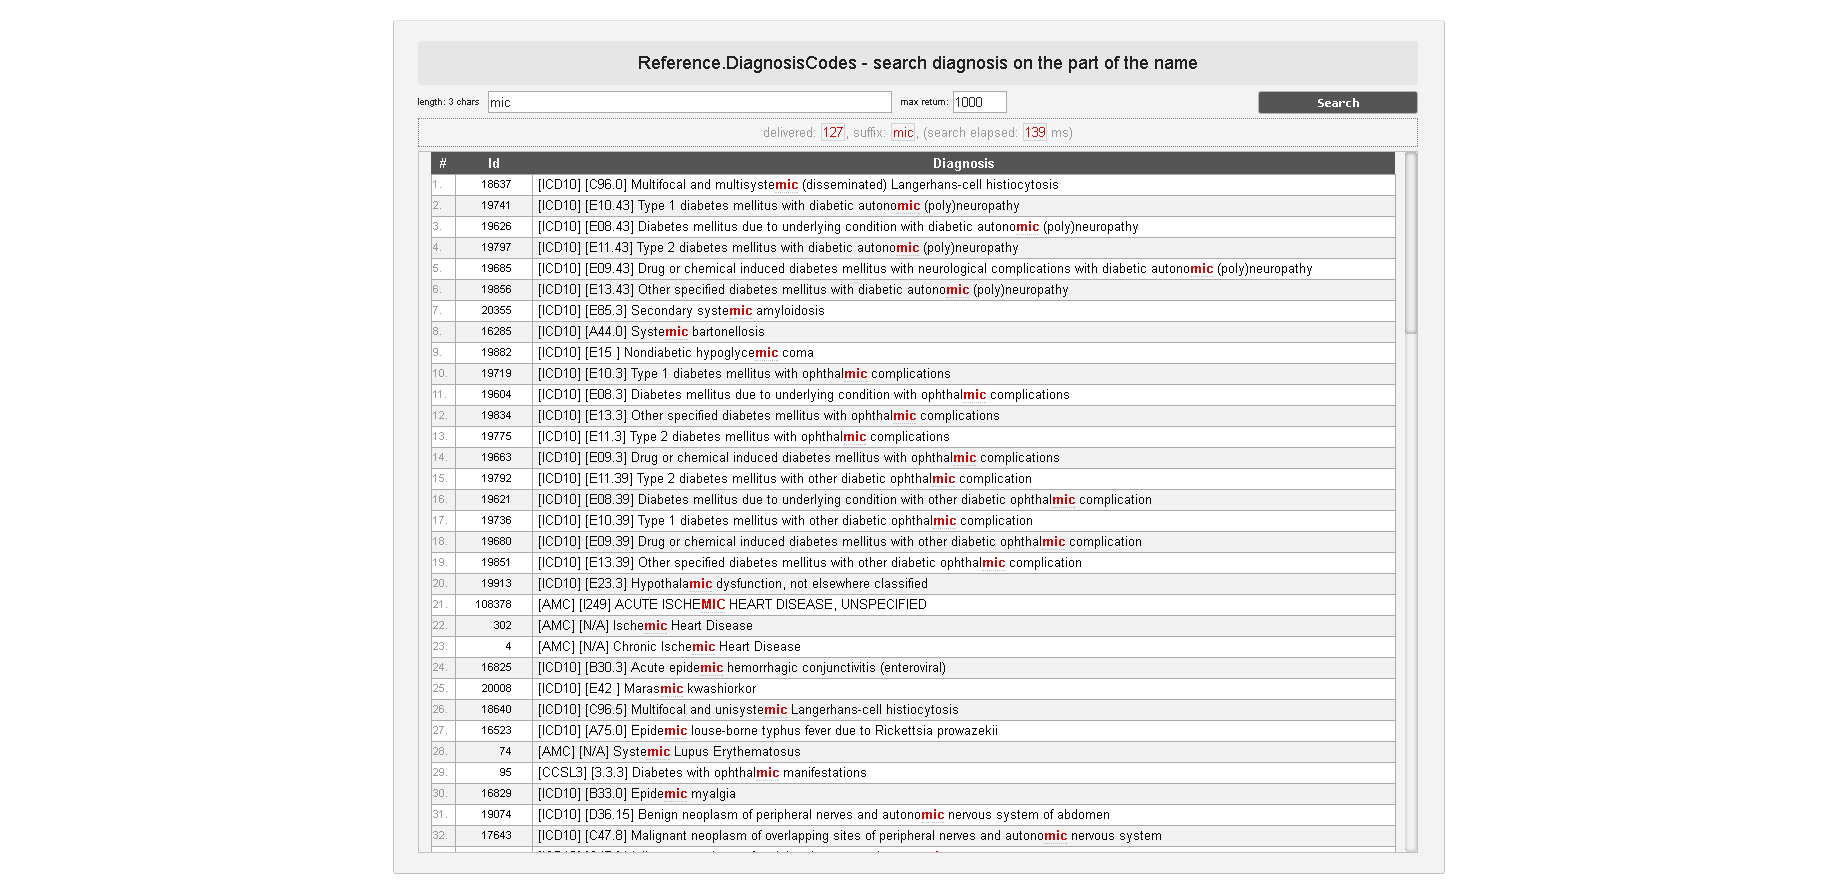 Reference.DiagnosisCodes - search diagnosis on the part of the name
length: 3 chars mic max return: 1000 Search
delivered: 127, suffix: mic, (search elapsed: 139 ms)
# Id Diagnosis
1. 18637 [ICD10] [C96.0] Multifocal and multisystemic (disseminated) Langerhans-cell histiocytosis
2. 19741 [ICD10] [E10.43] Type 1 diabetes mellitus with diabetic autonomic (poly)neuropathy
3. 19626 [ICD10] [E08.43] Diabetes mellitus due to underlying condition with diabetic autonomic (poly)neuropathy
4. 19797 [ICD10] [E11.43] Type 2 diabetes mellitus with diabetic autonomic (poly)neuropathy
5. 19685 [ICD10] [E09.43] Drug or chemical induced diabetes mellitus with neurological complications with diabetic autonomic (poly)neuropathy
6. 19856 [ICD10] [E13.43] Other specified diabetes mellitus with diabetic autonomic (poly)neuropathy
7. 20355 [ICD10] [E85.3] Secondary systemic amyloidosis
8. 16285 [ICD10] [A44.0] Systemic bartonellosis
9. 19882 [ICD10] [E15 ] Nondiabetic hypoglycemic coma
10. 19719 [ICD10] [E10.3] Type 1 diabetes mellitus with ophthalmic complications
11. 19604 [ICD10] [E08.3] Diabetes mellitus due to underlying condition with ophthalmic complications
12. 19834 [ICD10] [E13.3] Other specified diabetes mellitus with ophthalmic complications
13. 19775 [ICD10] [E11.3] Type 2 diabetes mellitus with ophthalmic complications
14. 19663 [ICD10] [E09.3] Drug or chemical induced diabetes mellitus with ophthalmic complications
15. 19792 [ICD10] [E11.39] Type 2 diabetes mellitus with other diabetic ophthalmic complication
16. 19621 [ICD10] [E08.39] Diabetes mellitus due to underlying condition with other diabetic ophthalmic complication
17. 19736 [ICD10] [E10.39] Type 1 diabetes mellitus with other diabetic ophthalmic complication
18. 19680 [ICD10] [E09.39] Drug or chemical induced diabetes mellitus with other diabetic ophthalmic complication
19. 19851 [ICD10] [E13.39] Other specified diabetes mellitus with other diabetic ophthalmic complication
20. 19913 [ICD10] [E23.3] Hypothalamic dysfunction, not elsewhere classified
21. 108378 [AMC] [I249] ACUTE ISCHEMIC HEART DISEASE, UNSPECIFIED
22. 302 [AMC] [N/A] Ischemic Heart Disease
23. 4 [AMC] [N/A] Chronic Ischemic Heart Disease
24. 16825 [ICD10] [B30.3] Acute epidemic hemorrhagic conjunctivitis (enteroviral)
25. 20008 [ICD10] [E42 ] Marasmic kwashiorkor
26. 18640 [ICD10] [C96.5] Multifocal and unisystemic Langerhans-cell histiocytosis
27. 16523 [ICD10] [A75.0] Epidemic louse-borne typhus fever due to Rickettsia prowazekii
28. 74 [AMC] [N/A] Systemic Lupus Erythematosus
29. 95 [CCSL3] [3.3.3] Diabetes with ophthalmic manifestations
30. 16829 [ICD10] [B33.0] Epidemic myalgia
31. 19074 [ICD10] [D36.15] Benign neoplasm of peripheral nerves and autonomic nervous system of abdomen
32. 17643 [ICD10] [C47.8] Malignant neoplasm of overlapping sites of peripheral nerves and autonomic nervous system